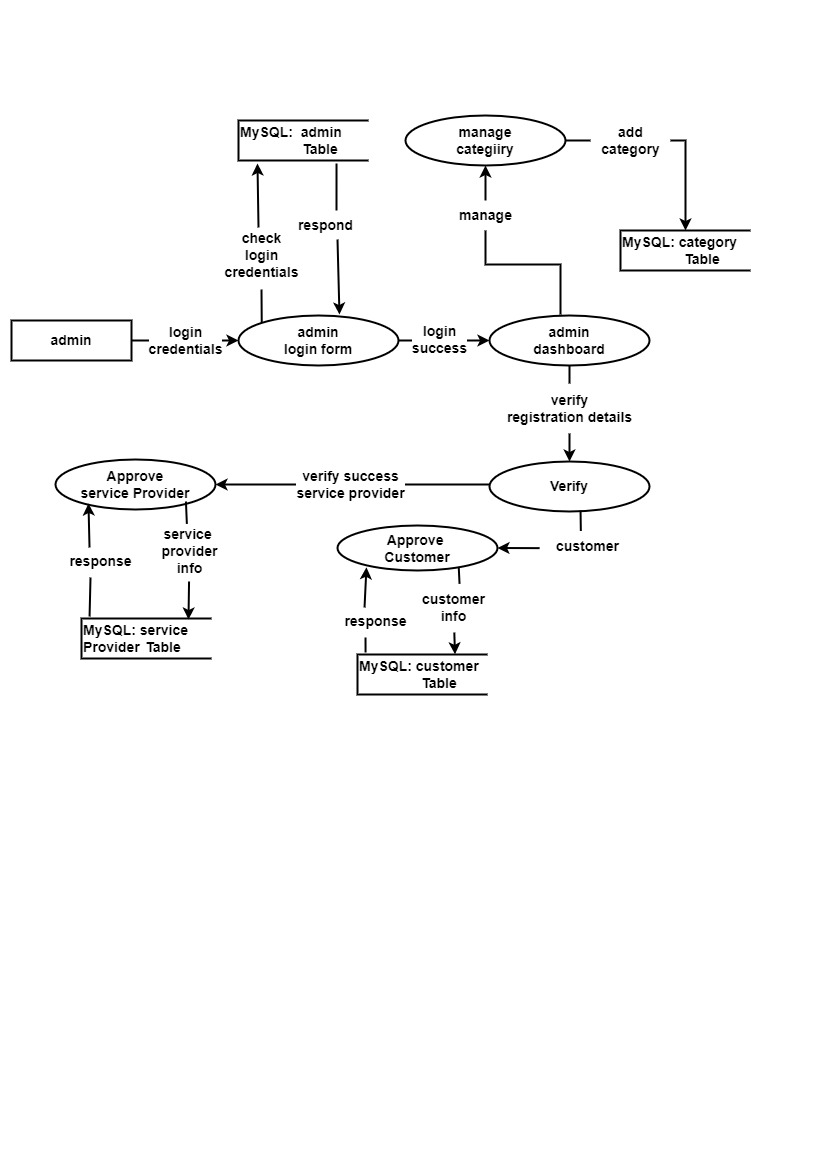 MySQL: admin
Table
manage
categiiry
add
category
manage
respond
check
login
credentials
MySQL: category
Table
admin
login
credentials
admin
login form
login
success
admin
dashboard
verify
registration details
Approve
service Provider
verify success
service provider
Verify
response
service
provider
info
Approve
Customer
customer
response
customer
info
MySQL: service
Provider Table
MySQL: customer
Table